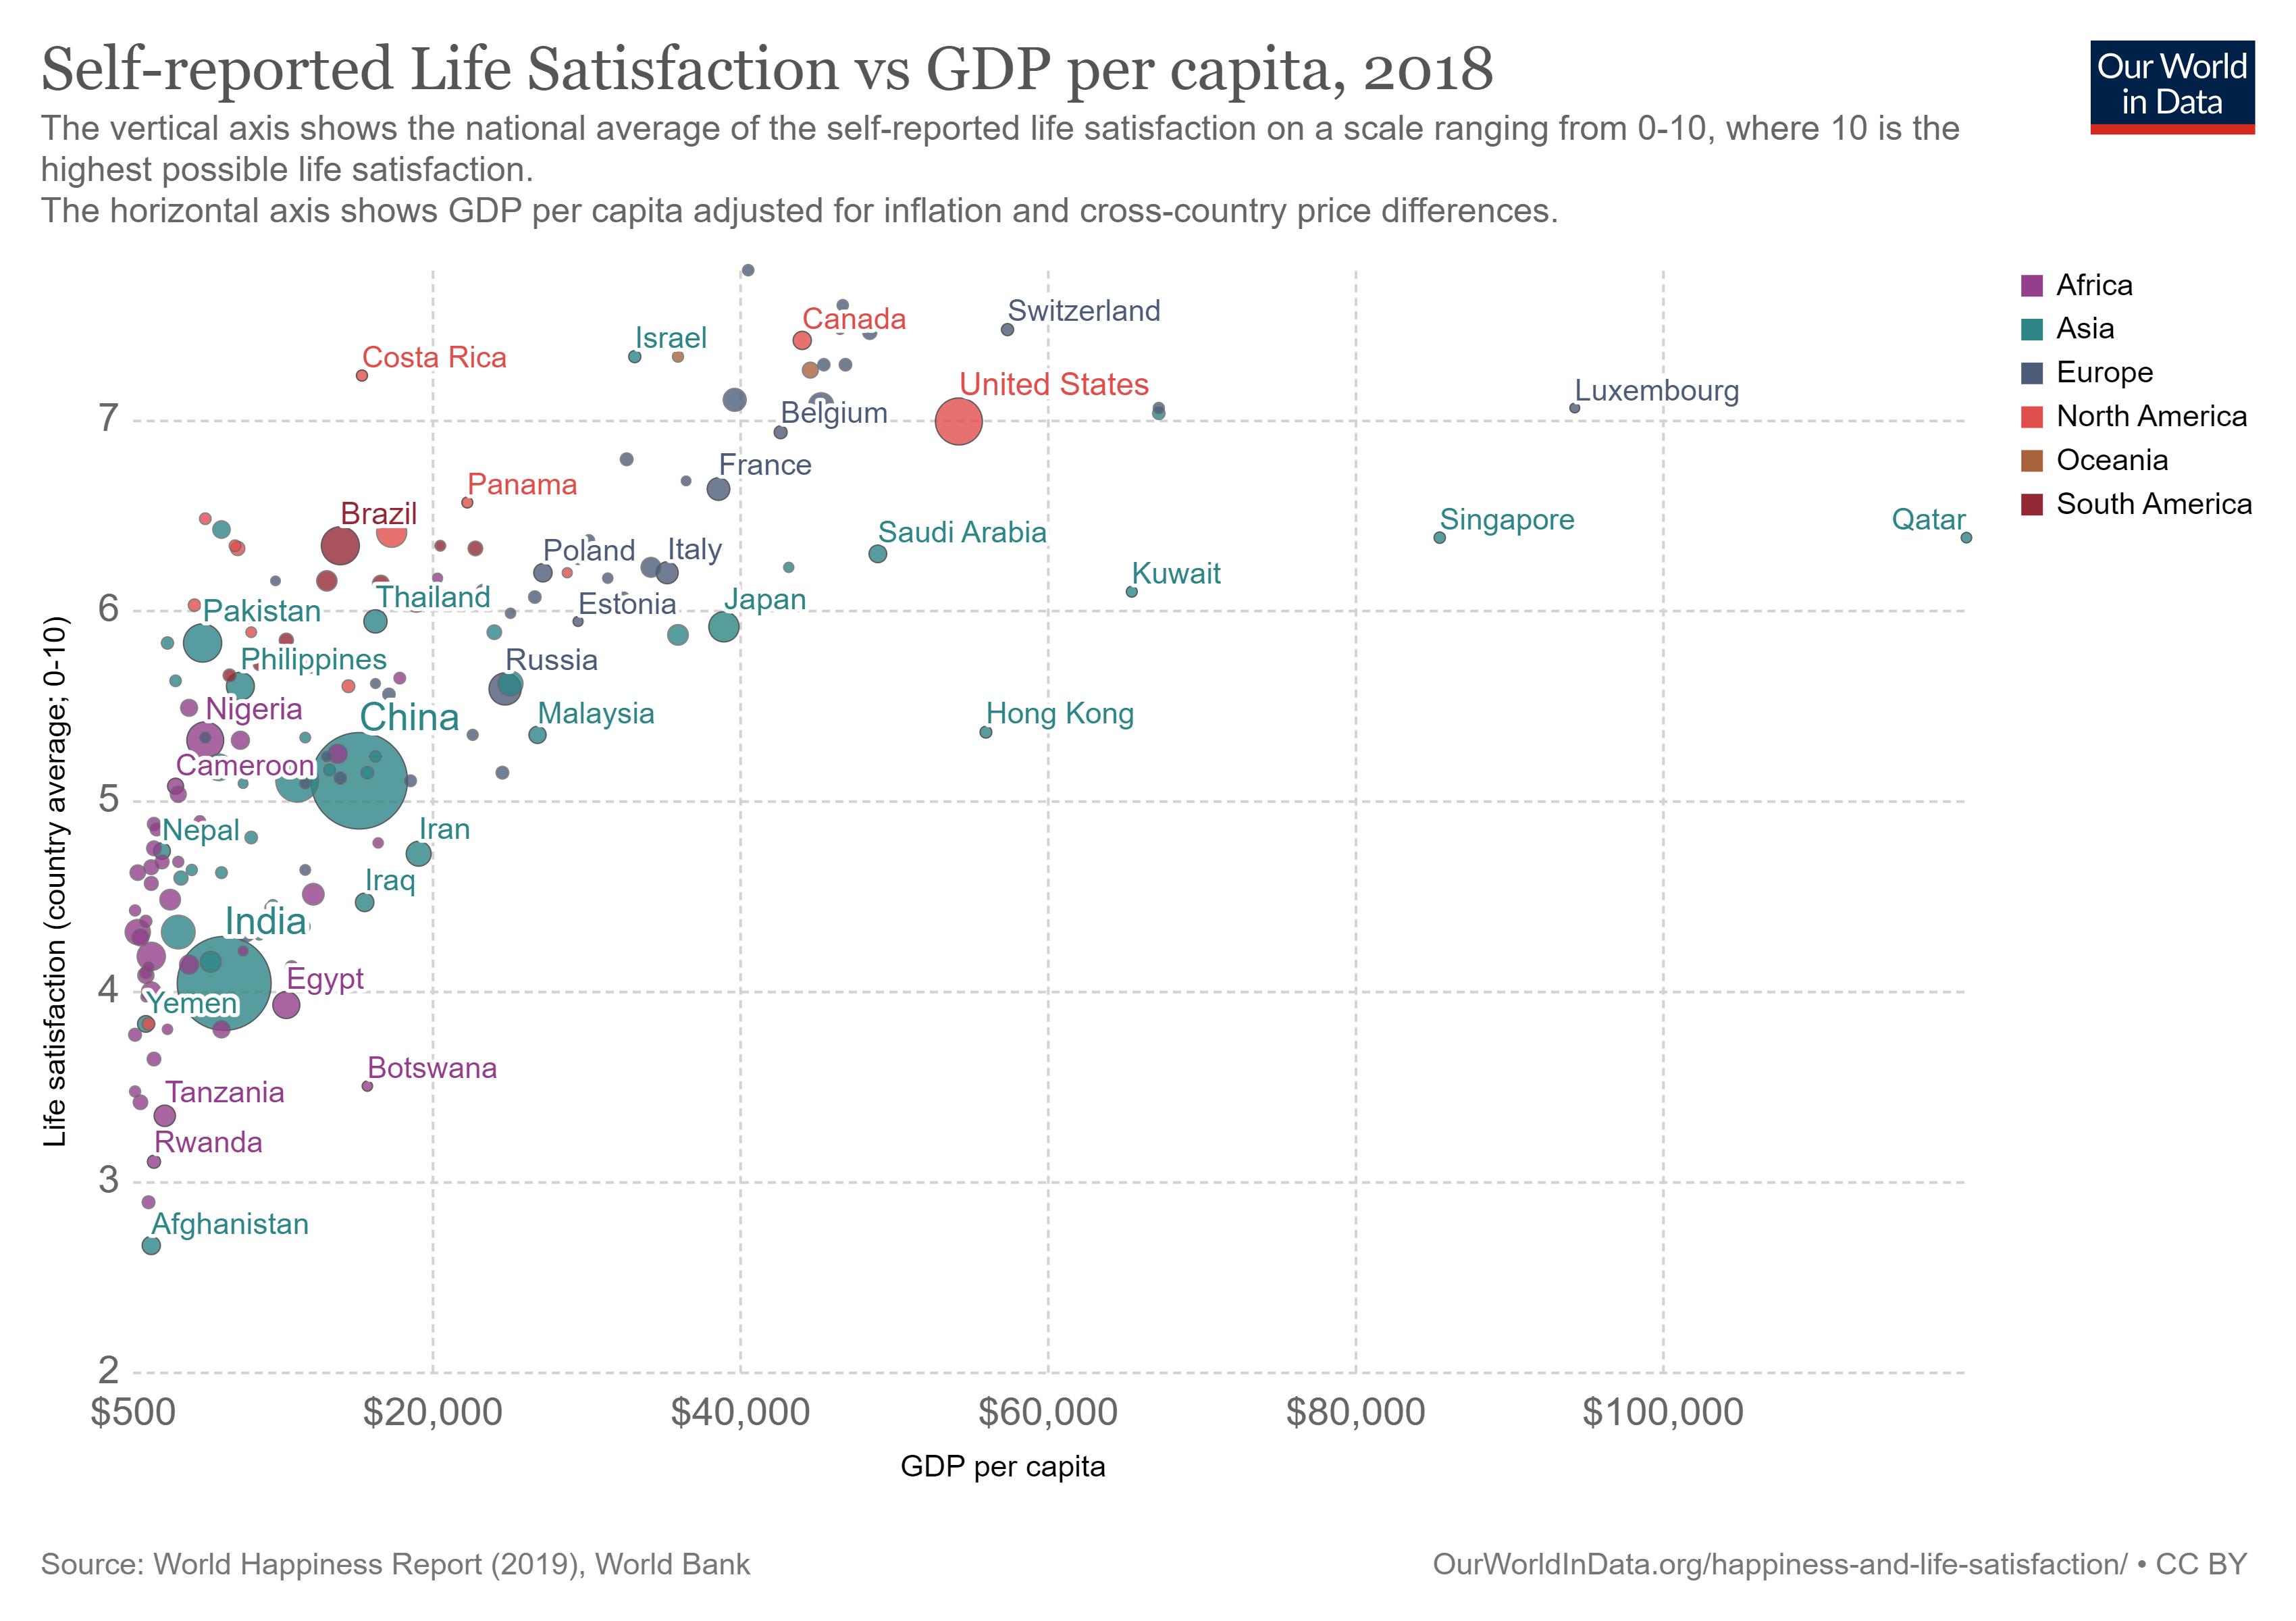 Self-reported Life Satisfaction vs GDP per capita, 2018
Our World
in Data
The vertical axis shows the national average of the self-reported life satisfaction on a scale ranging from 0-10, where 10 is the
highest possible life satisfaction.
The horizontal axis shows GDP per capita adjusted for inflation and cross-country price differences.
Africa
Asia
Europe
North America
Oceania
South America
Switzerland
Canada
Israel
Costa Rica
United States
Luxembourg
Belgium
France
Panama
Brazil
Singapore
Qatar
Saudi Arabia
Poland
Italy
Kuwait
Thailand
Japan
Estonia
Pakistan
Philippines
Russia
Nigeria
China
Malaysia
Hong Kong
Cameroon
Nepal
Iran
Iraq
India
Egypt
Yemen
Botswana
Tanzania
Rwanda
Afghanistan
Life satisfaction (country average; 0-10)
7
6
5
4
3
2
$500
$20,000
$40,000
$60,000
$80,000
$100,000
GDP per capita
Source: World Happiness Report (2019), World Bank
OurWorldInData.org/happiness-and-life-satisfaction/ • CC BY